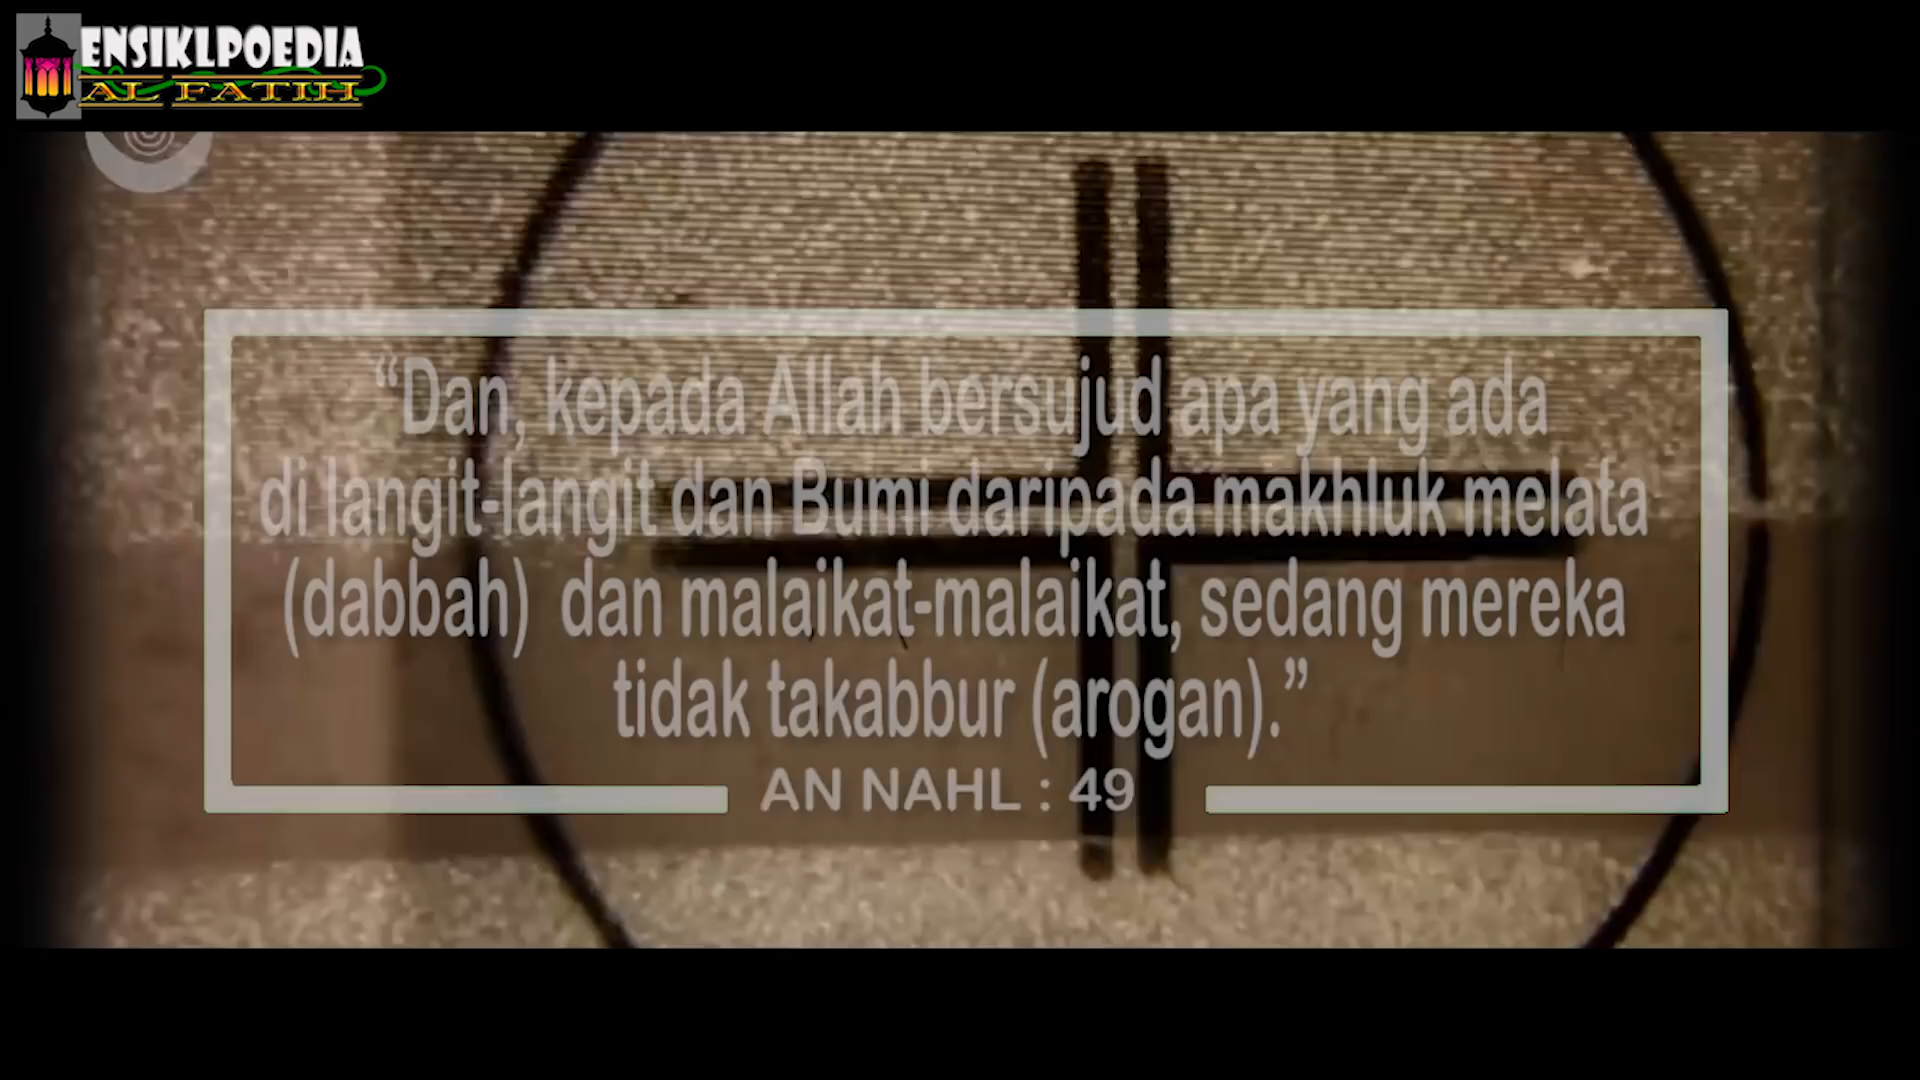 ENSIKLPOEDIA
AL FATIH
“Dan, kepada Allah bersujud apa yang ada
di langit-langit dan Bumi daripada makhluk melata
(dabbah) dan malaikat-malaikat, sedang mereka
tidak takabbur (arogan).”
AN NAHL : 49